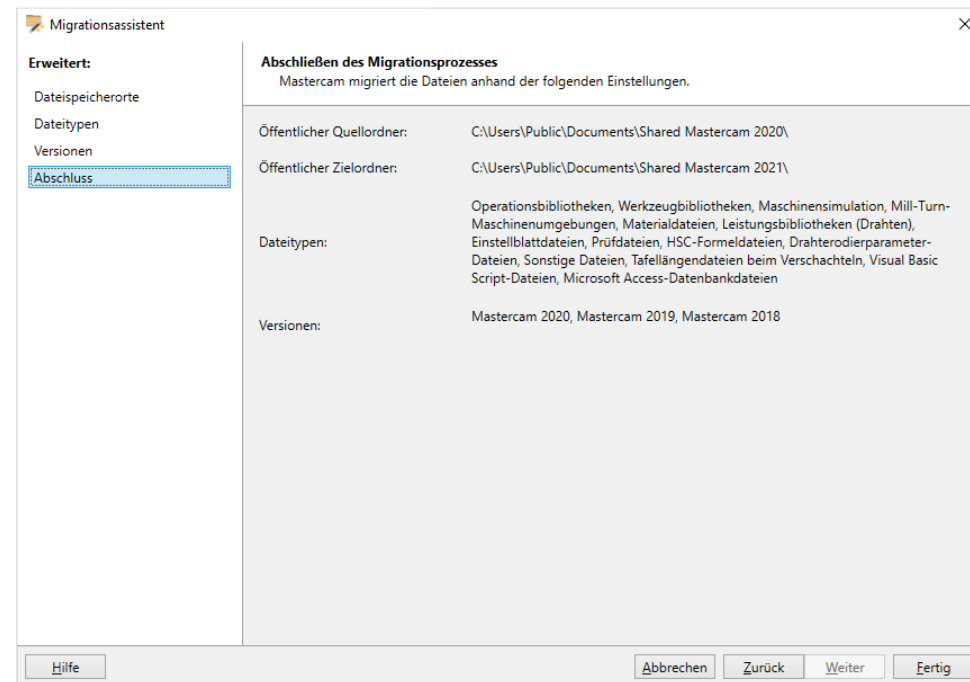 Migrationsassistent
Erweitert:
Dateispeicherorte
Dateitypen
Versionen
Abschluss
Abschließen des Migrationsprozesses
Mastercam migriert die Dateien anhand der folgenden Einstellungen.
Öffentlicher Quellordner: C:\Users\Public\Documents\Shared Mastercam 2020\
Öffentlicher Zielordner: C:\Users\Public\Documents\Shared Mastercam 2021\
Dateitypen:
Operationsbibliotheken, Werkzeugbibliotheken, Maschinensimulation, Mill-Turn-
Maschinenumgebungen, Materialdateien, Leistungsbibliotheken (Drahten),
Einstellblattdateien, Prüfdateien, HSC-Formeldateien, Drahterodierparameter-
Dateien, Sonstige Dateien, Tafellängendateien beim Verschachteln, Visual Basic
Script-Dateien, Microsoft Access-Datenbankdateien
Versionen: Mastercam 2020, Mastercam 2019, Mastercam 2018
Hilfe Abbrechen Zurück Weiter Fertig